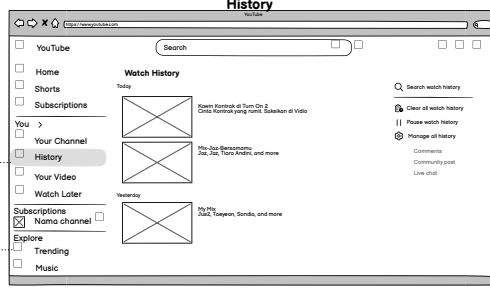 History
YouTube
https://www.youtube.com
YouTube
Search
Home
Shorts
Subscriptions
You >
Your Channel
History
Your Video
Watch Later
Subscriptions
Nama channel
Explore
Trending
Music
Watch History
Today
Kawin Kontrak di Turn On 2
Cinta Kontrak yang rumit. Saksikan di Vidio
Mix-Jaz-Bersamamu
Jaz, Jaz, Tiara Andini, and more
Yesterday
My Mix
Jus2, Taeyeon, Sondia, and more
Search watch history
Clear all watch history
Pause watch history
Manage all history
Comments
Community post
Live chat